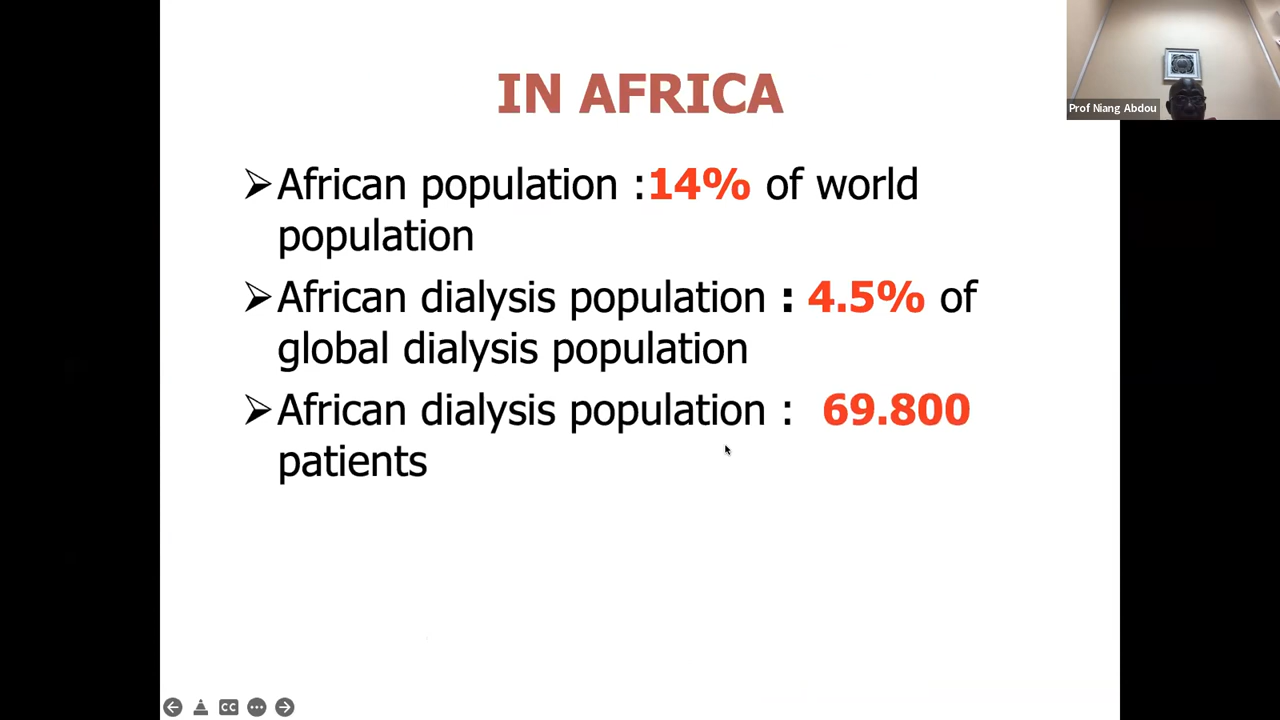 IN AFRICA
Prof Niang Abdou
➢African population :14% of world
population
➢African dialysis population : 4.5% of
global dialysis population
➢African dialysis population : 69.800
patients
CC